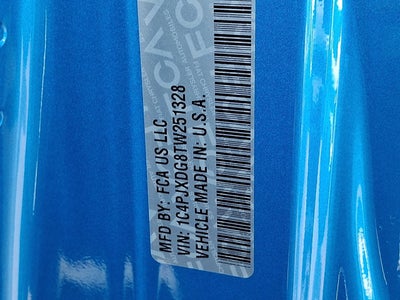 MFD BY: FCA US LLC
VIN: 1C4PJXDG8TW251328
VEHICLE MADE IN: U.S.A.